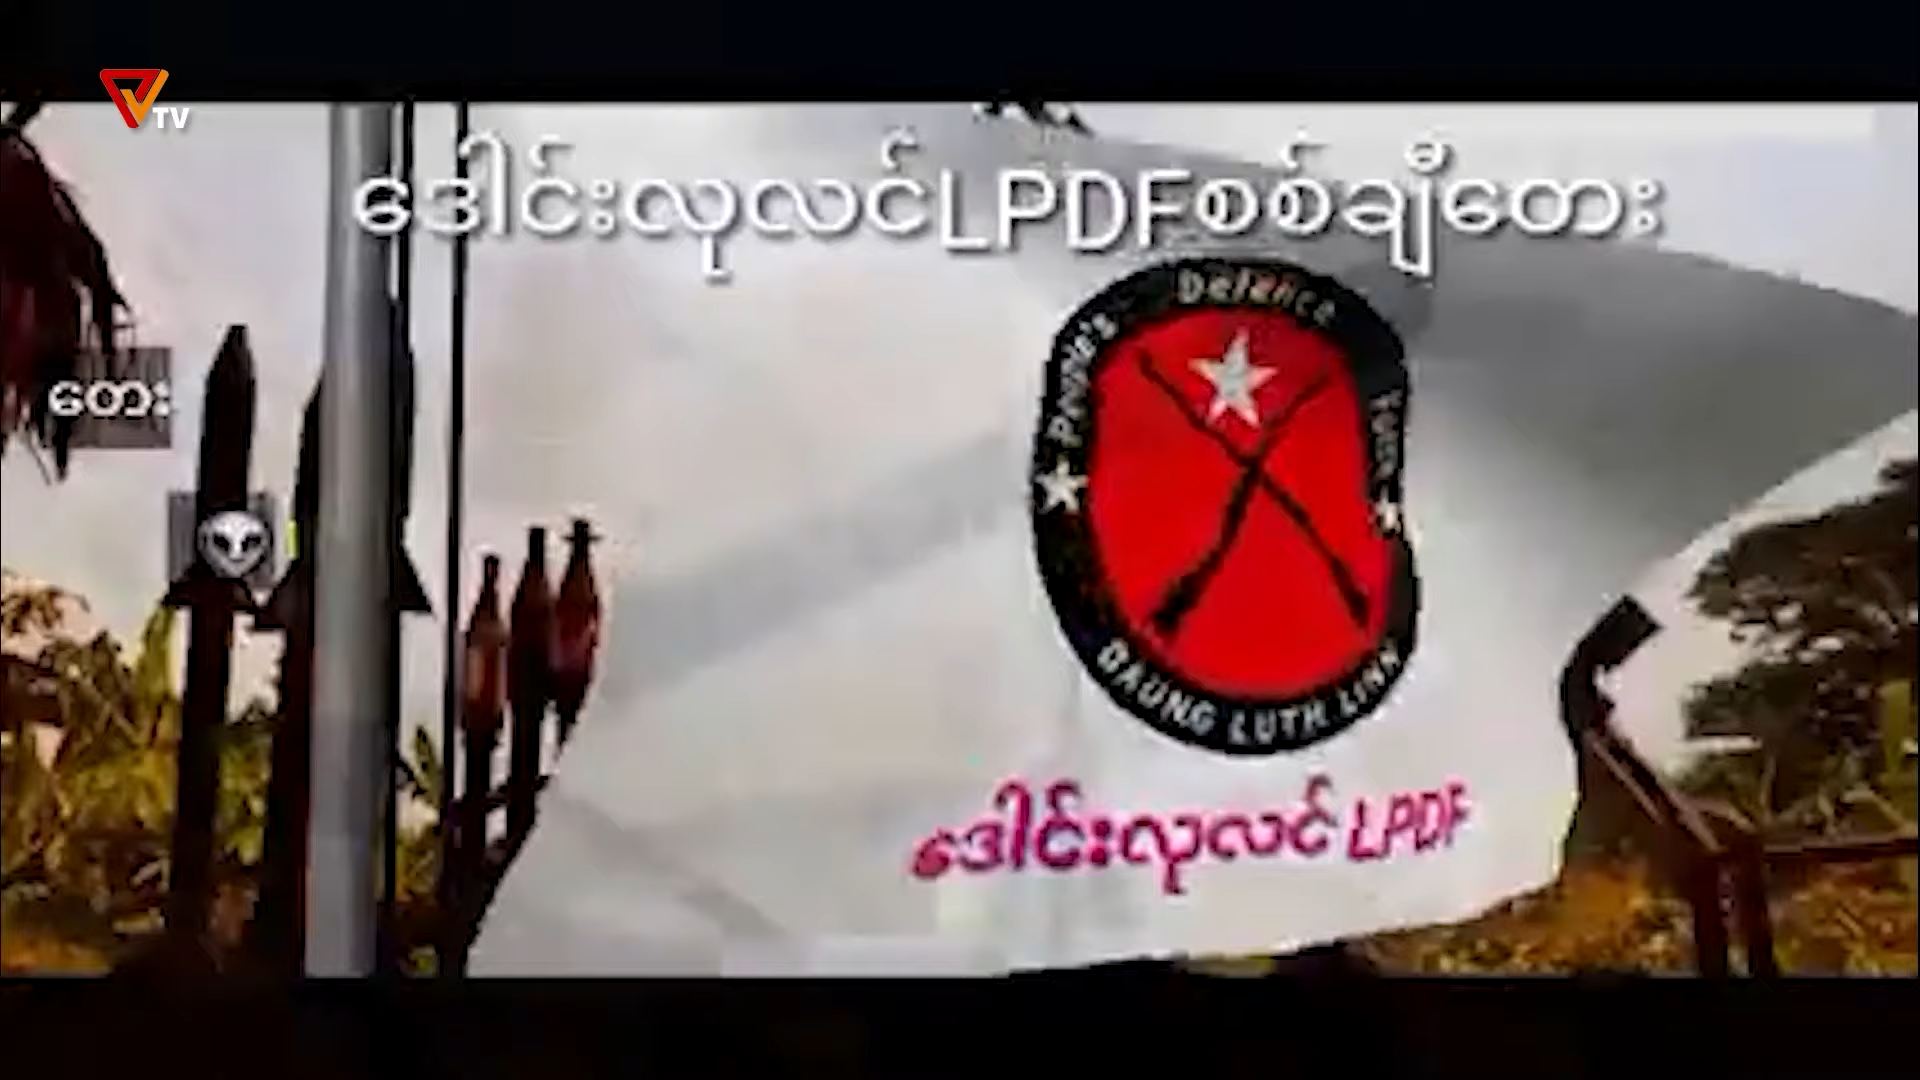 TV
ဒေါင်းလုလင်LPDFစစ်ချီတေး
တေး
People's Defence Force
DAUNG LUTH LINN
ဒေါင်းလုလင် LPDF